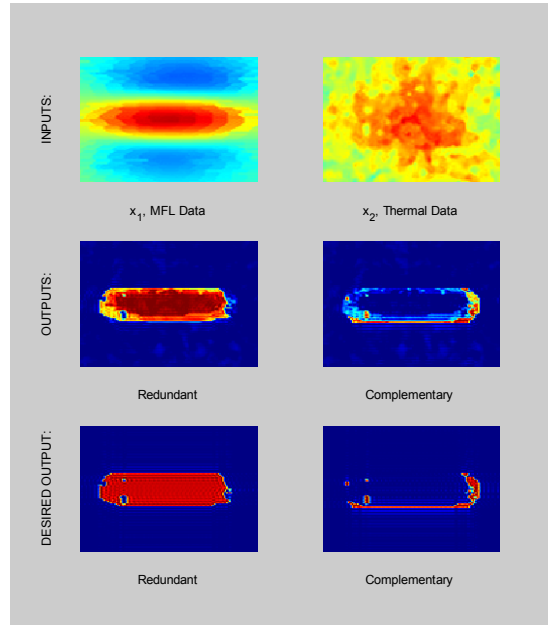 INPUTS:
x1, MFL Data
x2, Thermal Data
OUTPUTS:
Redundant
Complementary
DESIRED OUTPUT:
Redundant
Complementary